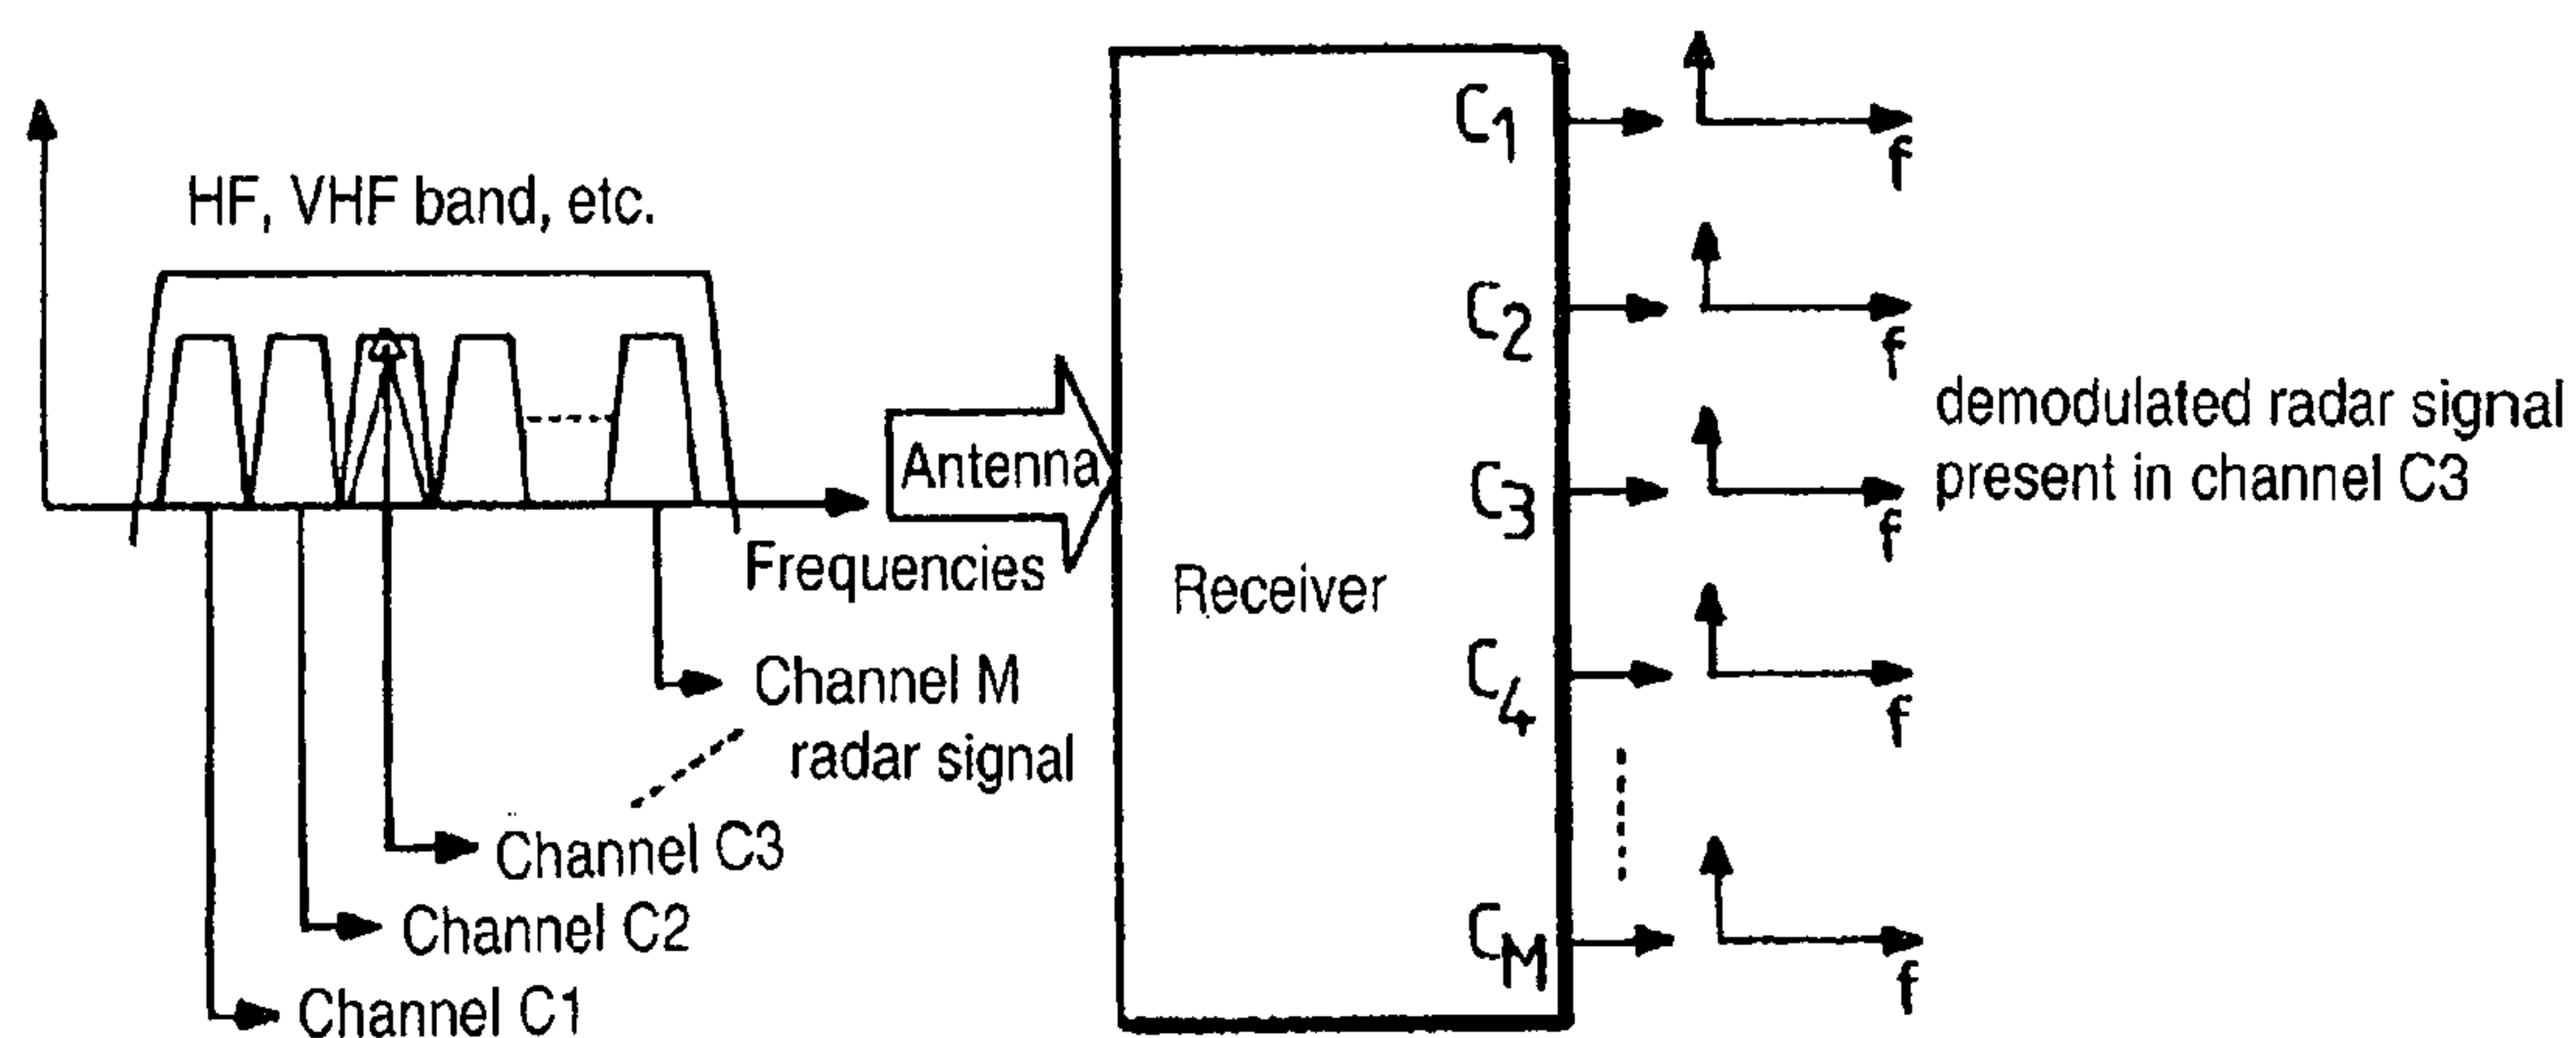 HF, VHF band, etc.
Frequencies
Channel M
radar signal
Channel C3
Channel C2
Channel C1
Antenna
Receiver
C1
C2
C3
C4
CM
f
f
f
f
f
demodulated radar signal
present in channel C3